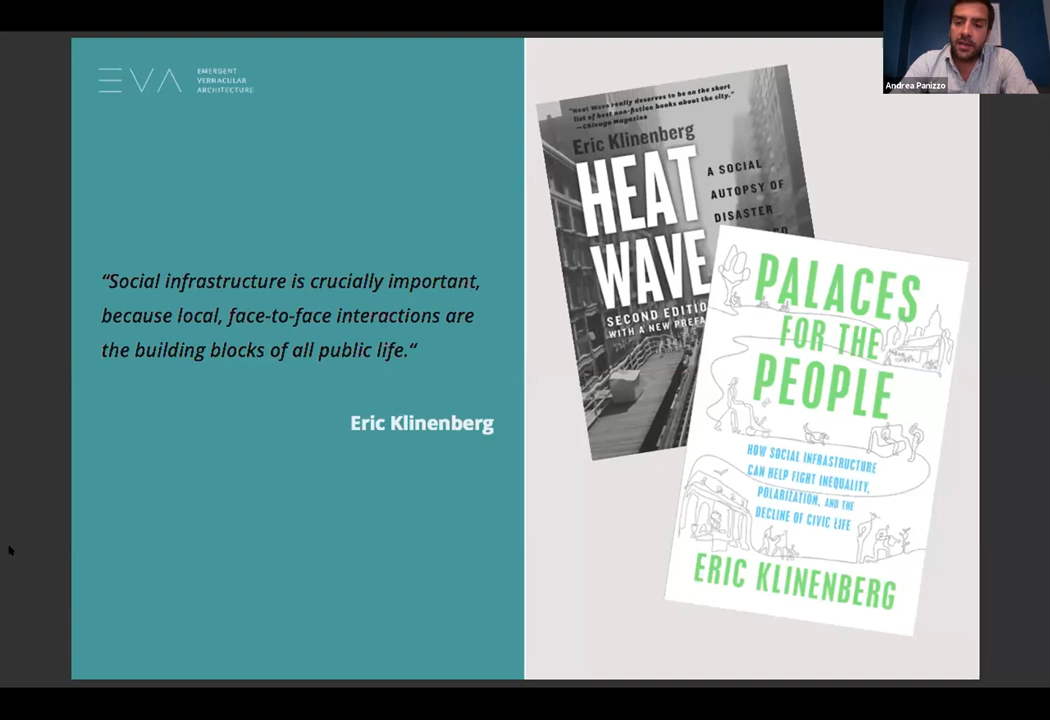 EVA
EMERGENT
VERNACULAR
ARCHITECTURE
“Social infrastructure is crucially important,
because local, face-to-face interactions are
the building blocks of all public life.“
Eric Klinenberg
"Heat Wave really deserves to be on the short
list of best non-fiction books about the city."
—Chicago Magazine
Eric Klinenberg
HEAT
WAVE
A SOCIAL
AUTOPSY OF
DISASTER
SECOND EDITIO
WITH A NEW PREFA
PALACES
FOR THE
PEOPLE
HOW SOCIAL INFRASTRUCTURE
CAN HELP FIGHT INEQUALITY,
POLARIZATION, AND THE
DECLINE OF CIVIC LIFE
ERIC KLINENBERG
Andrea Panizzo